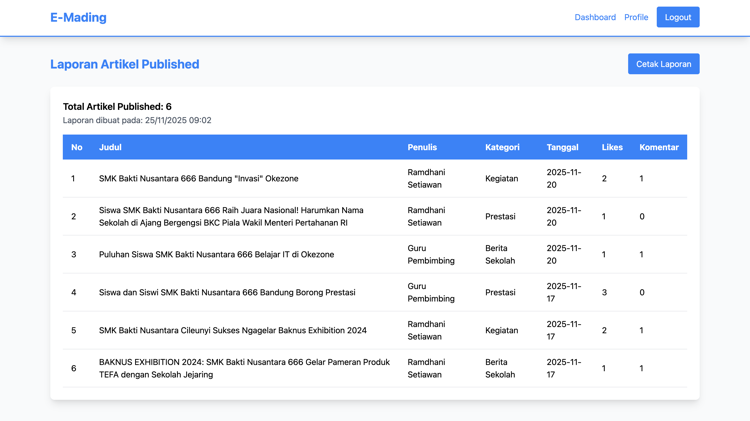 E-Mading
Dashboard Profile Logout
Laporan Artikel Published
Cetak Laporan
Total Artikel Published: 6
Laporan dibuat pada: 25/11/2025 09:02
No Judul Penulis Kategori Tanggal Likes Komentar
1 SMK Bakti Nusantara 666 Bandung "Invasi" Okezone Ramdhani Setiawan Kegiatan 2025-11-20 2 1
2 Siswa SMK Bakti Nusantara 666 Raih Juara Nasional! Harumkan Nama Sekolah di Ajang Bergengsi BKC Piala Wakil Menteri Pertahanan RI Ramdhani Setiawan Prestasi 2025-11-20 1 0
3 Puluhan Siswa SMK Bakti Nusantara 666 Belajar IT di Okezone Guru Pembimbing Berita Sekolah 2025-11-20 1 1
4 Siswa dan Siswi SMK Bakti Nusantara 666 Bandung Borong Prestasi Guru Pembimbing Prestasi 2025-11-17 3 0
5 SMK Bakti Nusantara Cileunyi Sukses Ngagelar Baknus Exhibition 2024 Ramdhani Setiawan Kegiatan 2025-11-17 2 1
6 BAKNUS EXHIBITION 2024: SMK Bakti Nusantara 666 Gelar Pameran Produk TEFA dengan Sekolah Jejaring Ramdhani Setiawan Berita Sekolah 2025-11-17 1 1